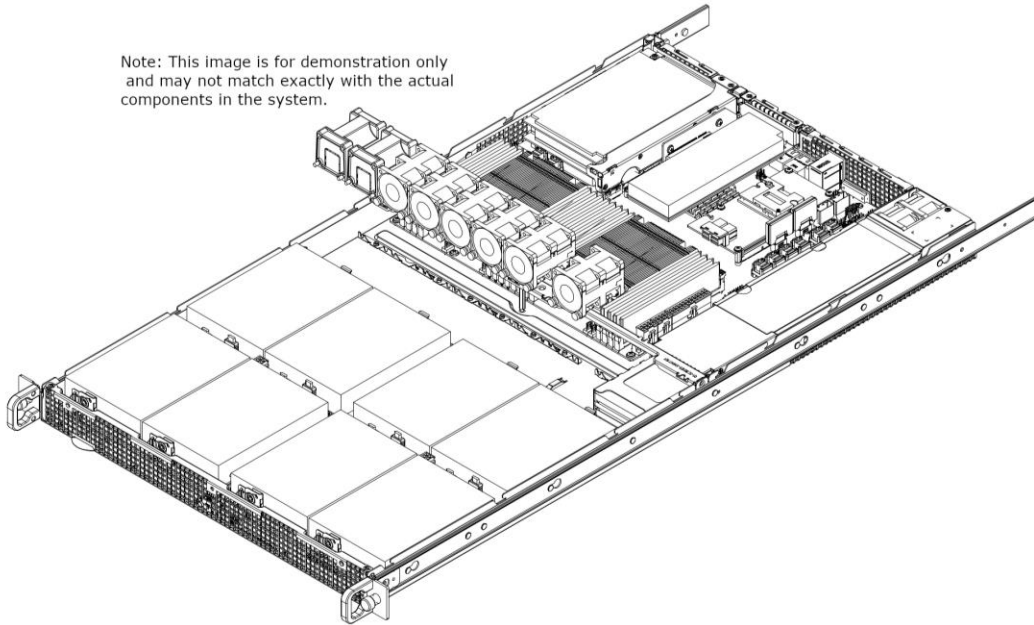 Note: This image is for demonstration only
and may not match exactly with the actual
components in the system.